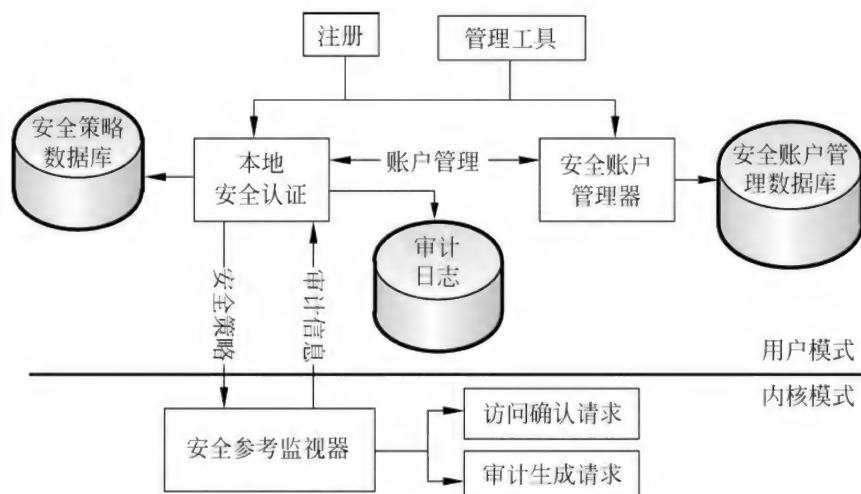 注册
管理工具
安全策略
数据库
本地
安全认证
账户管理
安全账户
管理器
安全账户管
理数据库
审计
日志
安全策略
审计信息
用户模式
内核模式
安全参考监视器
访问确认请求
审计生成请求